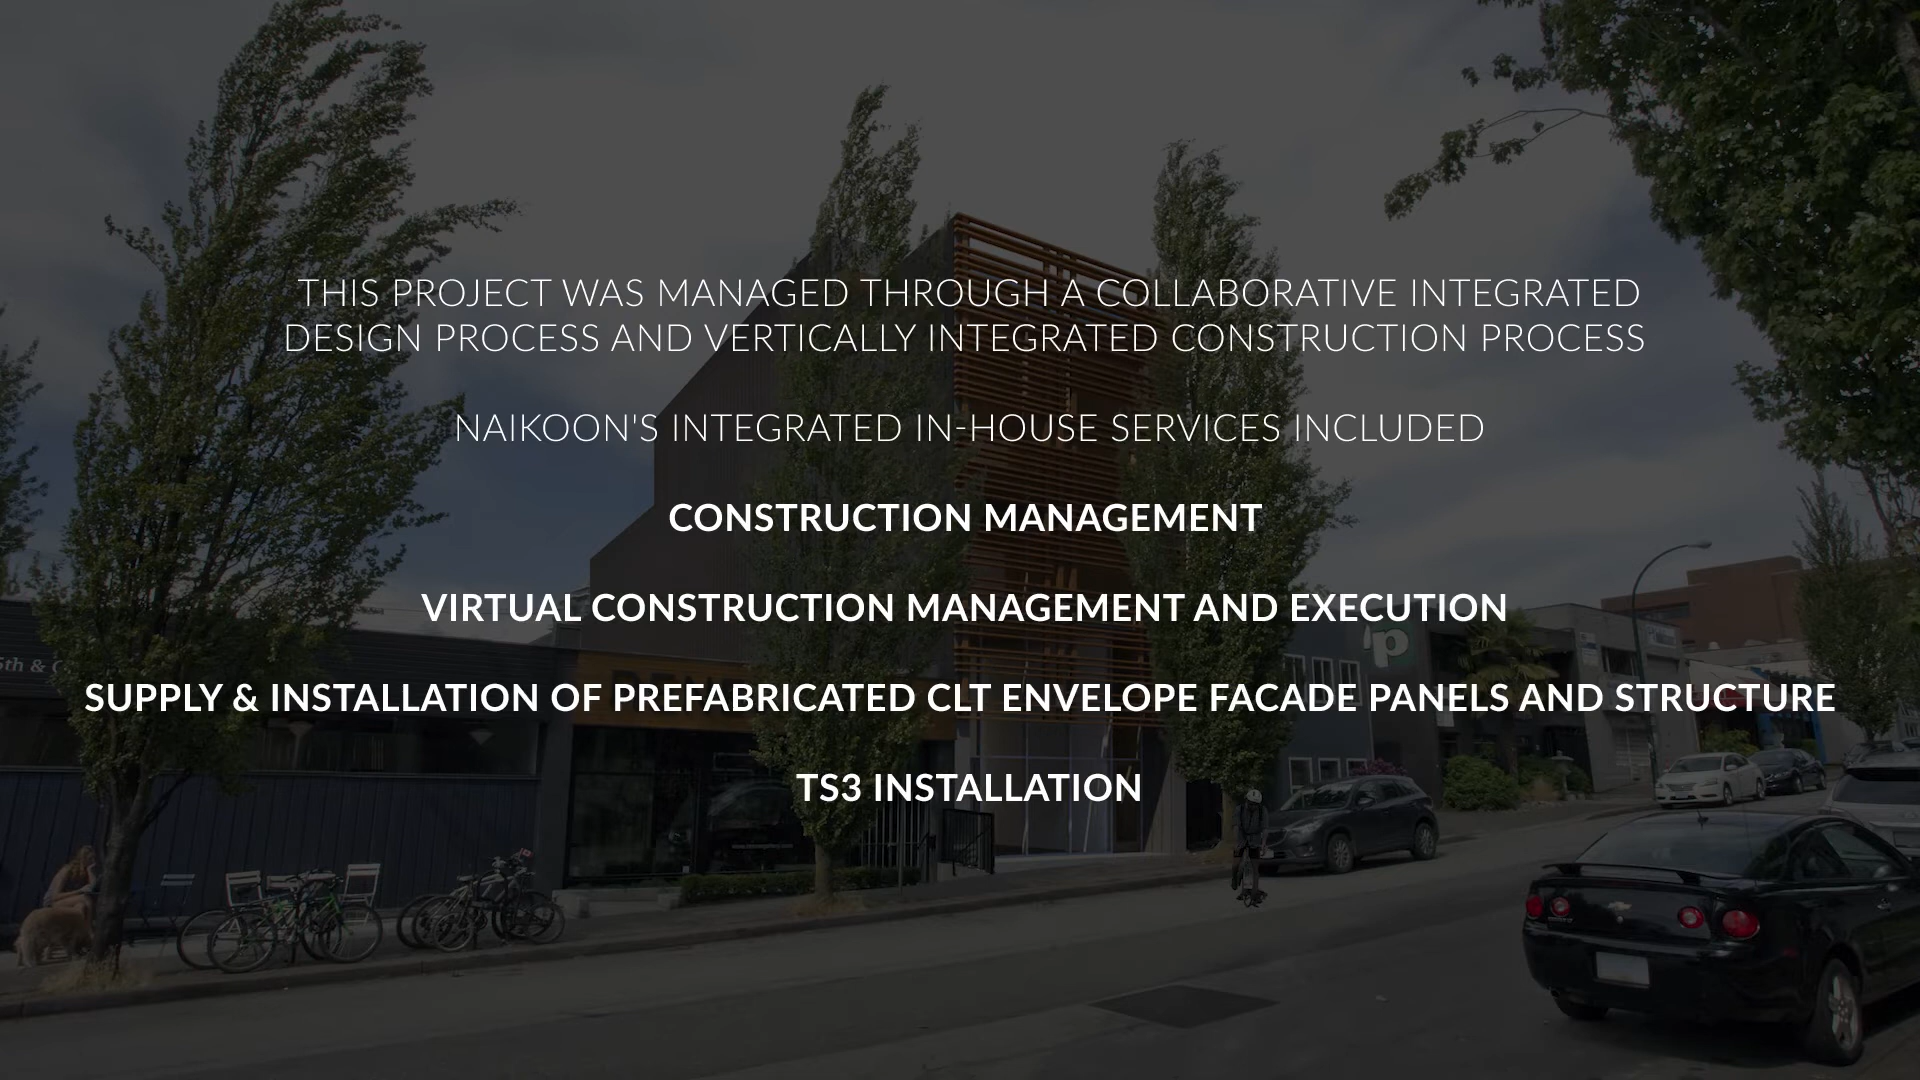 THIS PROJECT WAS MANAGED THROUGH A COLLABORATIVE INTEGRATED
DESIGN PROCESS AND VERTICALLY INTEGRATED CONSTRUCTION PROCESS
NAIKOON'S INTEGRATED IN-HOUSE SERVICES INCLUDED
CONSTRUCTION MANAGEMENT
VIRTUAL CONSTRUCTION MANAGEMENT AND EXECUTION
5th & C
SUPPLY & INSTALLATION OF PREFABRICATED CLT ENVELOPE FACADE PANELS AND STRUCTURE
TS3 INSTALLATION